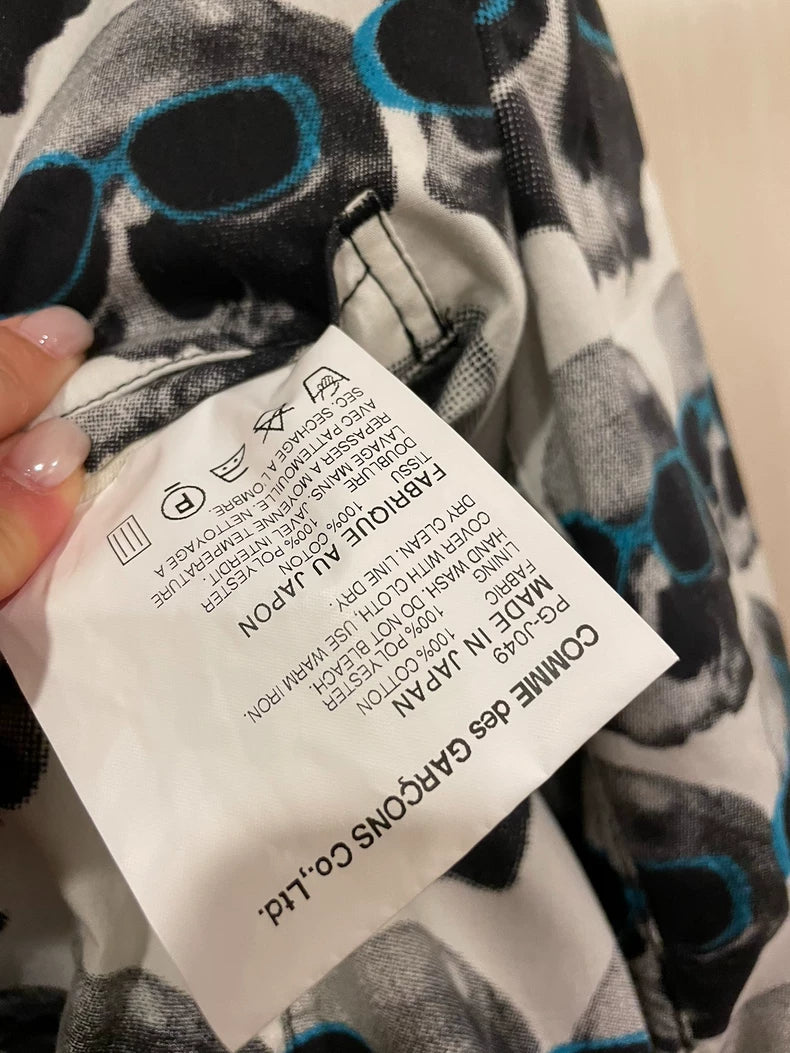 COMME des GARÇONS Co.,Ltd.
PG-J049
MADE IN JAPAN
FABRIC 100% COTTON
LINING 100% POLYESTER
HAND WASH. DO NOT BLEACH.
COVER WITH CLOTH, USE WARM IRON.
DRY CLEAN. LINE DRY.
FABRIQUE AU JAPON
TISSU 100% COTON
DOUBLURE 100% POLYESTER
LAVAGE MAINS. JAVEL INTERDIT.
REPASSER A MOYENNE TEMPERATURE
AVEC PATTEMOUILLE. NETTOYAGE A
SEC. SECHAGE A L'OMBRE.
P